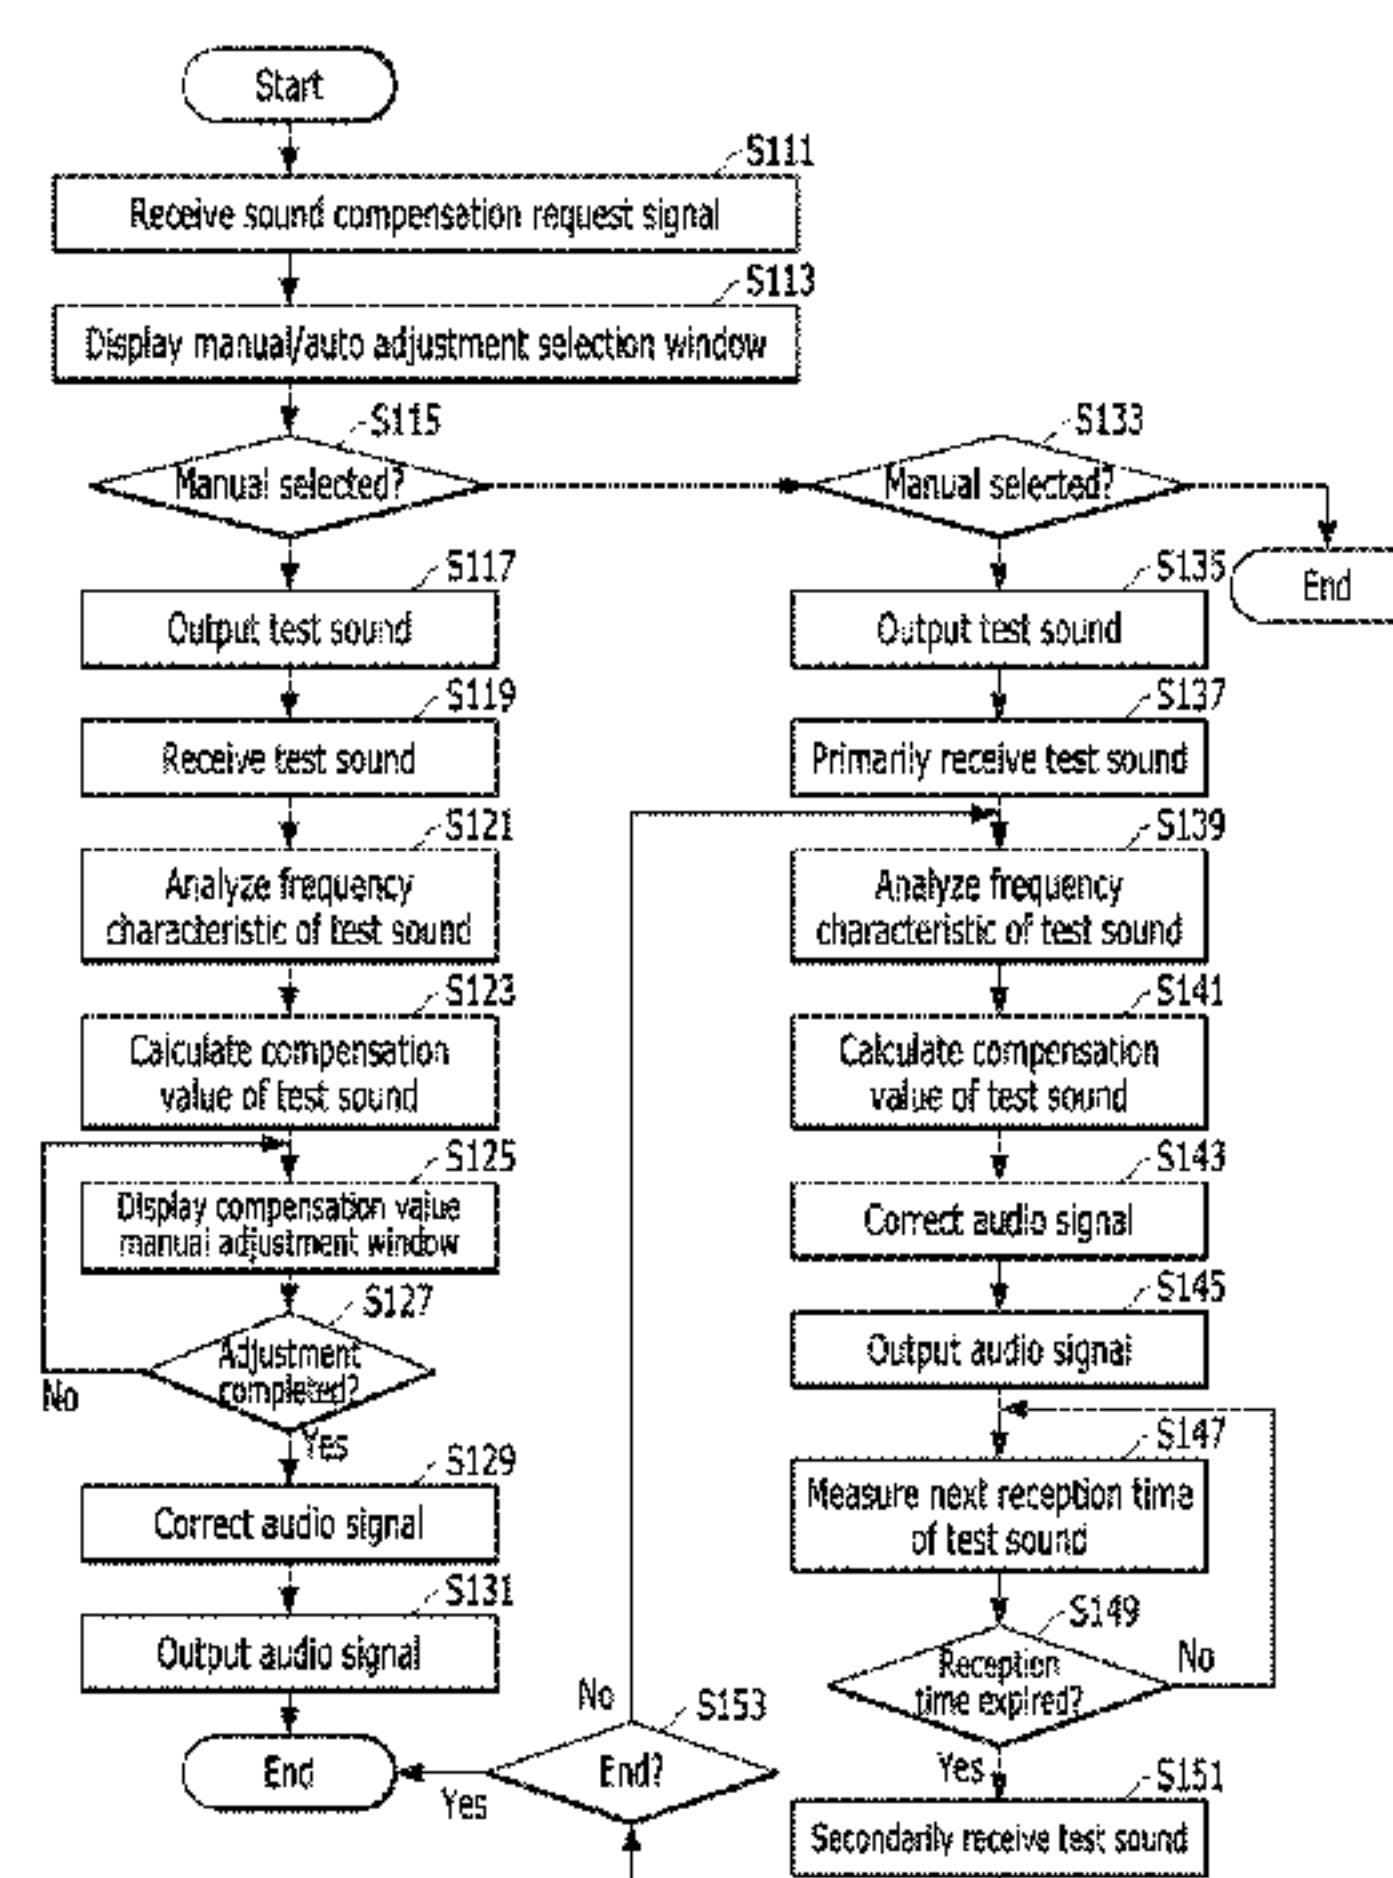 Start
S111
Receive sound compensation request signal
S113
Display manual/auto adjustment selection window
S115
Manual selected?
S117
Output test sound
S119
Receive test sound
S121
Analyze frequency
characteristic of test sound
S123
Calculate compensation
value of test sound
S125
Display compensation value
manual adjustment window
S127
Adjustment
completed?
No
Yes
S129
Correct audio signal
S131
Output audio signal
End
S133
Manual selected?
End
S135
Output test sound
S137
Primarily receive test sound
S139
Analyze frequency
characteristic of test sound
S141
Calculate compensation
value of test sound
S143
Correct audio signal
S145
Output audio signal
S147
Measure next reception time
of test sound
S149
Reception
time expired?
No
Yes
S151
Secondarily receive test sound
S153
End?
No
Yes